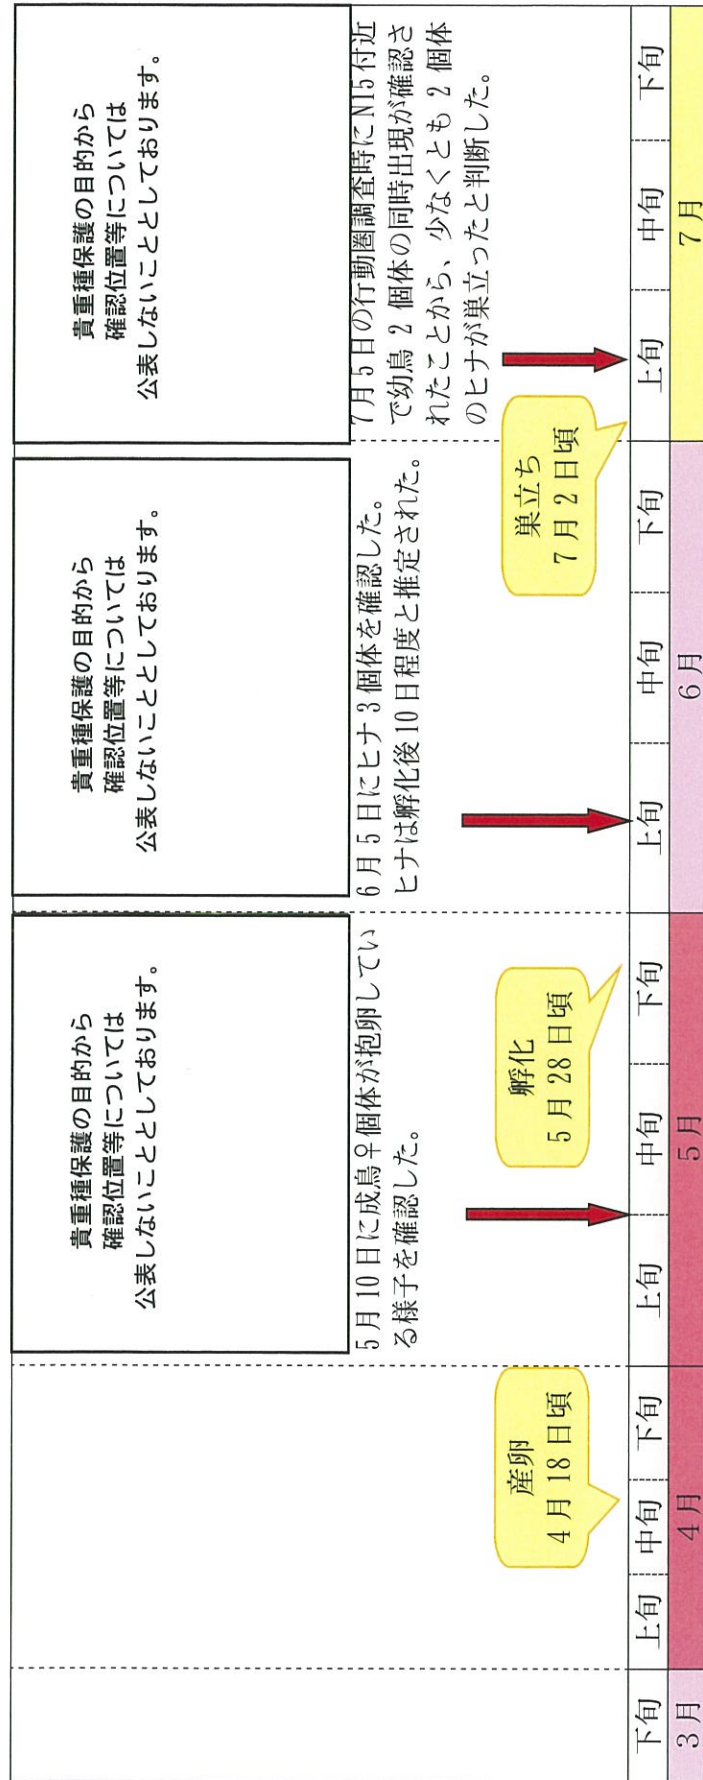 貴重種保護の目的から
確認位置等については
公表しないこととしております。
5月10日に成鳥♀個体が抱卵してい
る様子を確認した。
貴重種保護の目的から
確認位置等については
公表しないこととしております。
6月5日にヒナ3個体を確認した。
ヒナは孵化後10日程度と推定された。
貴重種保護の目的から
確認位置等については
公表しないこととしております。
7月5日の行動圏調査時にN15付近
で幼鳥2個体の同時出現が確認さ
れたことから、少なくとも2個体
のヒナが巣立ったと判断した。
産卵
4月18日頃
孵化
5月28日頃
巣立ち
7月2日頃
下旬 上旬 中旬 下旬 上旬 中旬 下旬 上旬 中旬 下旬 上旬 中旬 下旬
3月 4月 5月 6月 7月